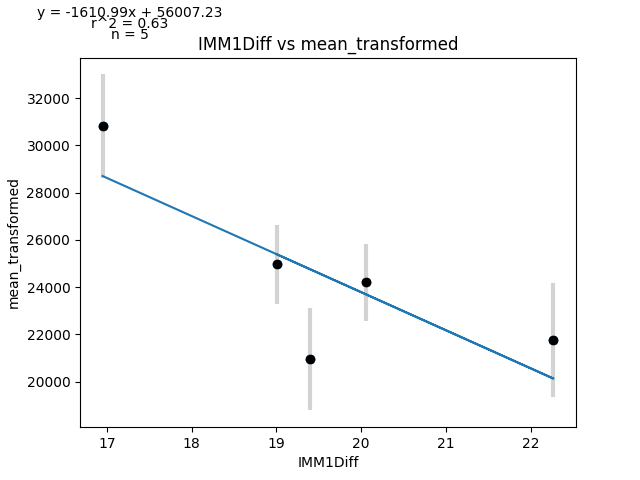 y = -1610.99x + 56007.23
r^2 = 0.63
n = 5
IMM1Diff vs mean_transformed
32000
30000
28000
26000
24000
22000
20000
mean_transformed
17 18 19 20 21 22
IMM1Diff